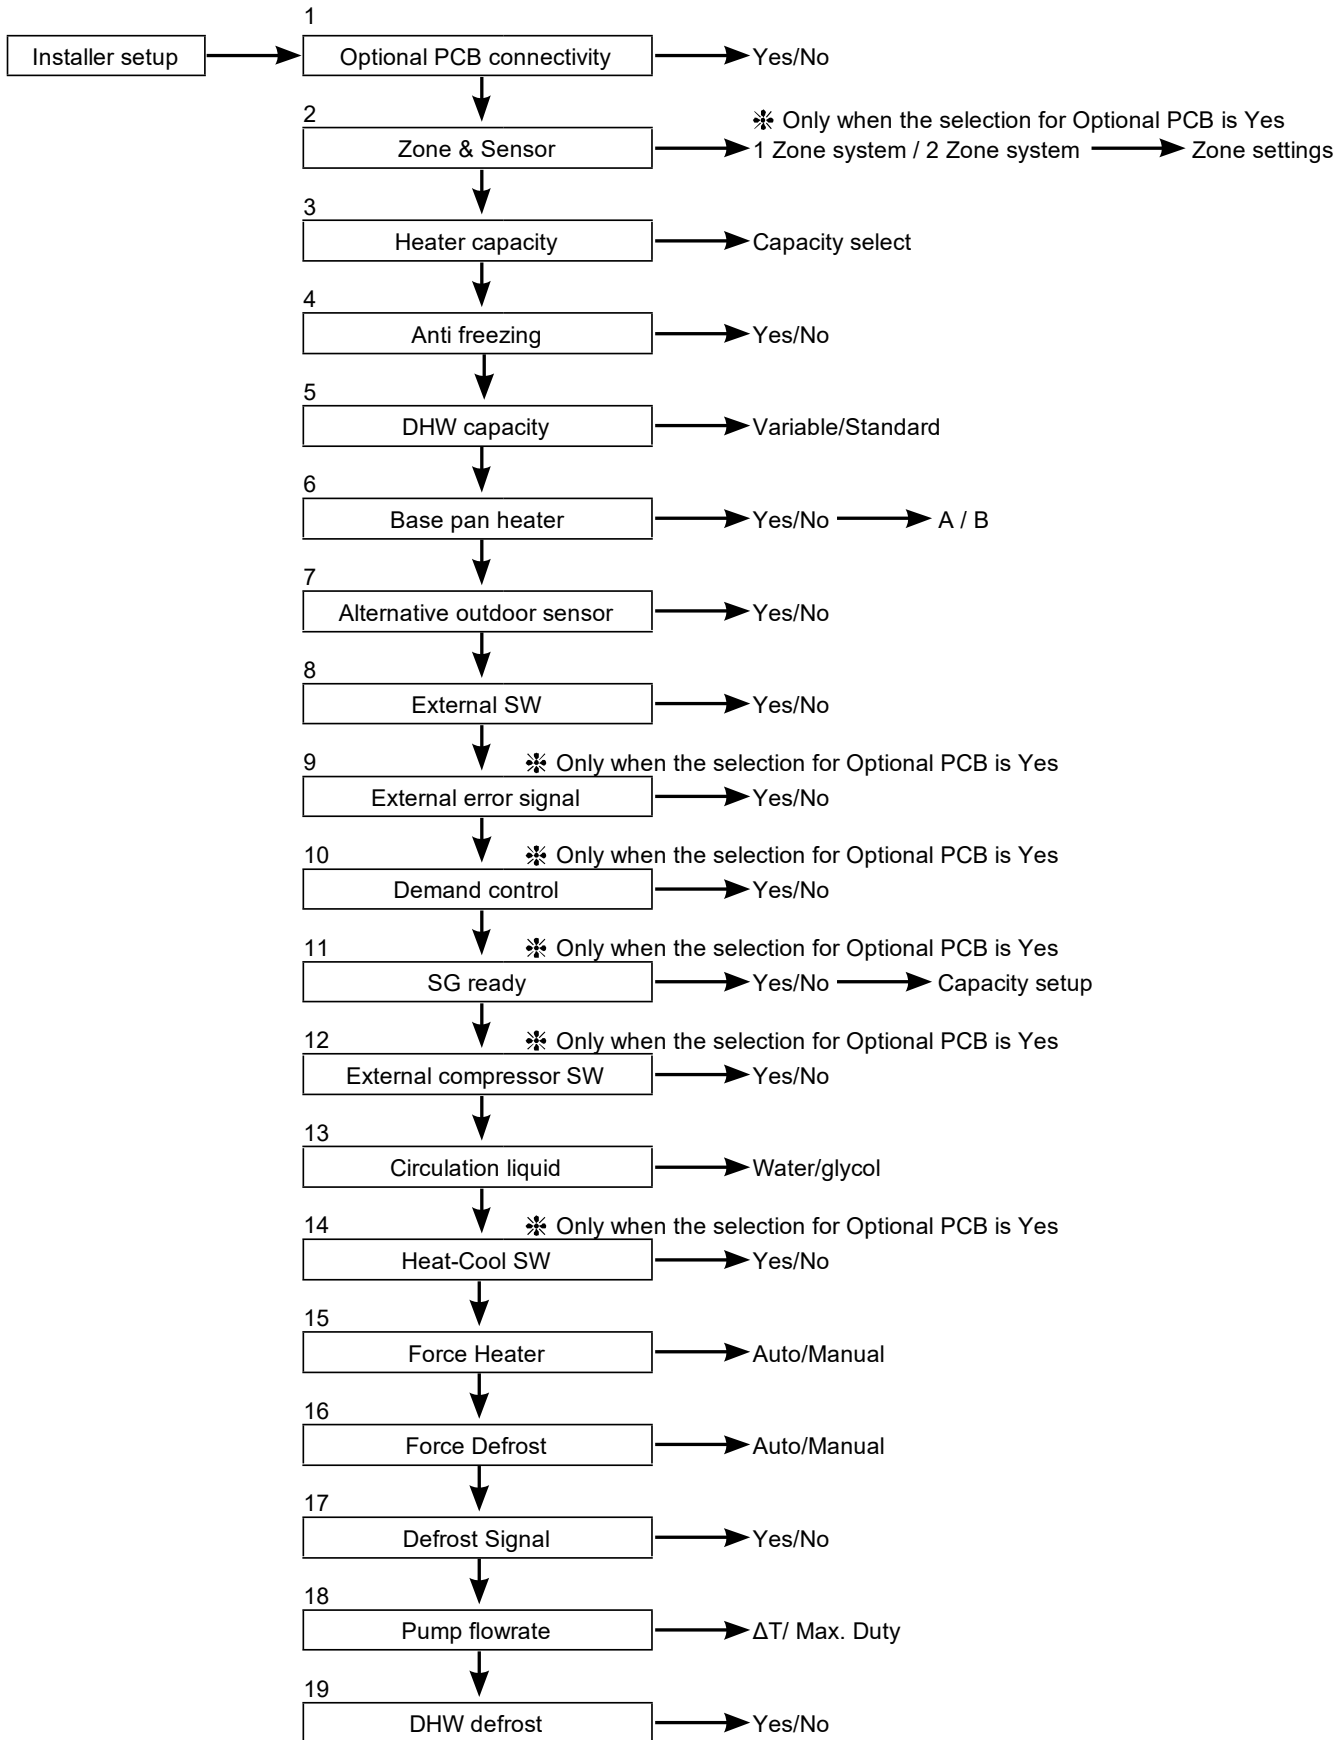 1
Installer setup
Optional PCB connectivity
Yes/No
2
※ Only when the selection for Optional PCB is Yes
Zone & Sensor
1 Zone system / 2 Zone system
Zone settings
3
Heater capacity
Capacity select
4
Anti freezing
Yes/No
5
DHW capacity
Variable/Standard
6
Base pan heater
Yes/No
A / B
7
Alternative outdoor sensor
Yes/No
8
External SW
Yes/No
9
※ Only when the selection for Optional PCB is Yes
External error signal
Yes/No
10
※ Only when the selection for Optional PCB is Yes
Demand control
Yes/No
11
※ Only when the selection for Optional PCB is Yes
SG ready
Yes/No
Capacity setup
12
※ Only when the selection for Optional PCB is Yes
External compressor SW
Yes/No
13
Circulation liquid
Water/glycol
14
※ Only when the selection for Optional PCB is Yes
Heat-Cool SW
Yes/No
15
Force Heater
Auto/Manual
16
Force Defrost
Auto/Manual
17
Defrost Signal
Yes/No
18
Pump flowrate
ΔT/ Max. Duty
19
DHW defrost
Yes/No